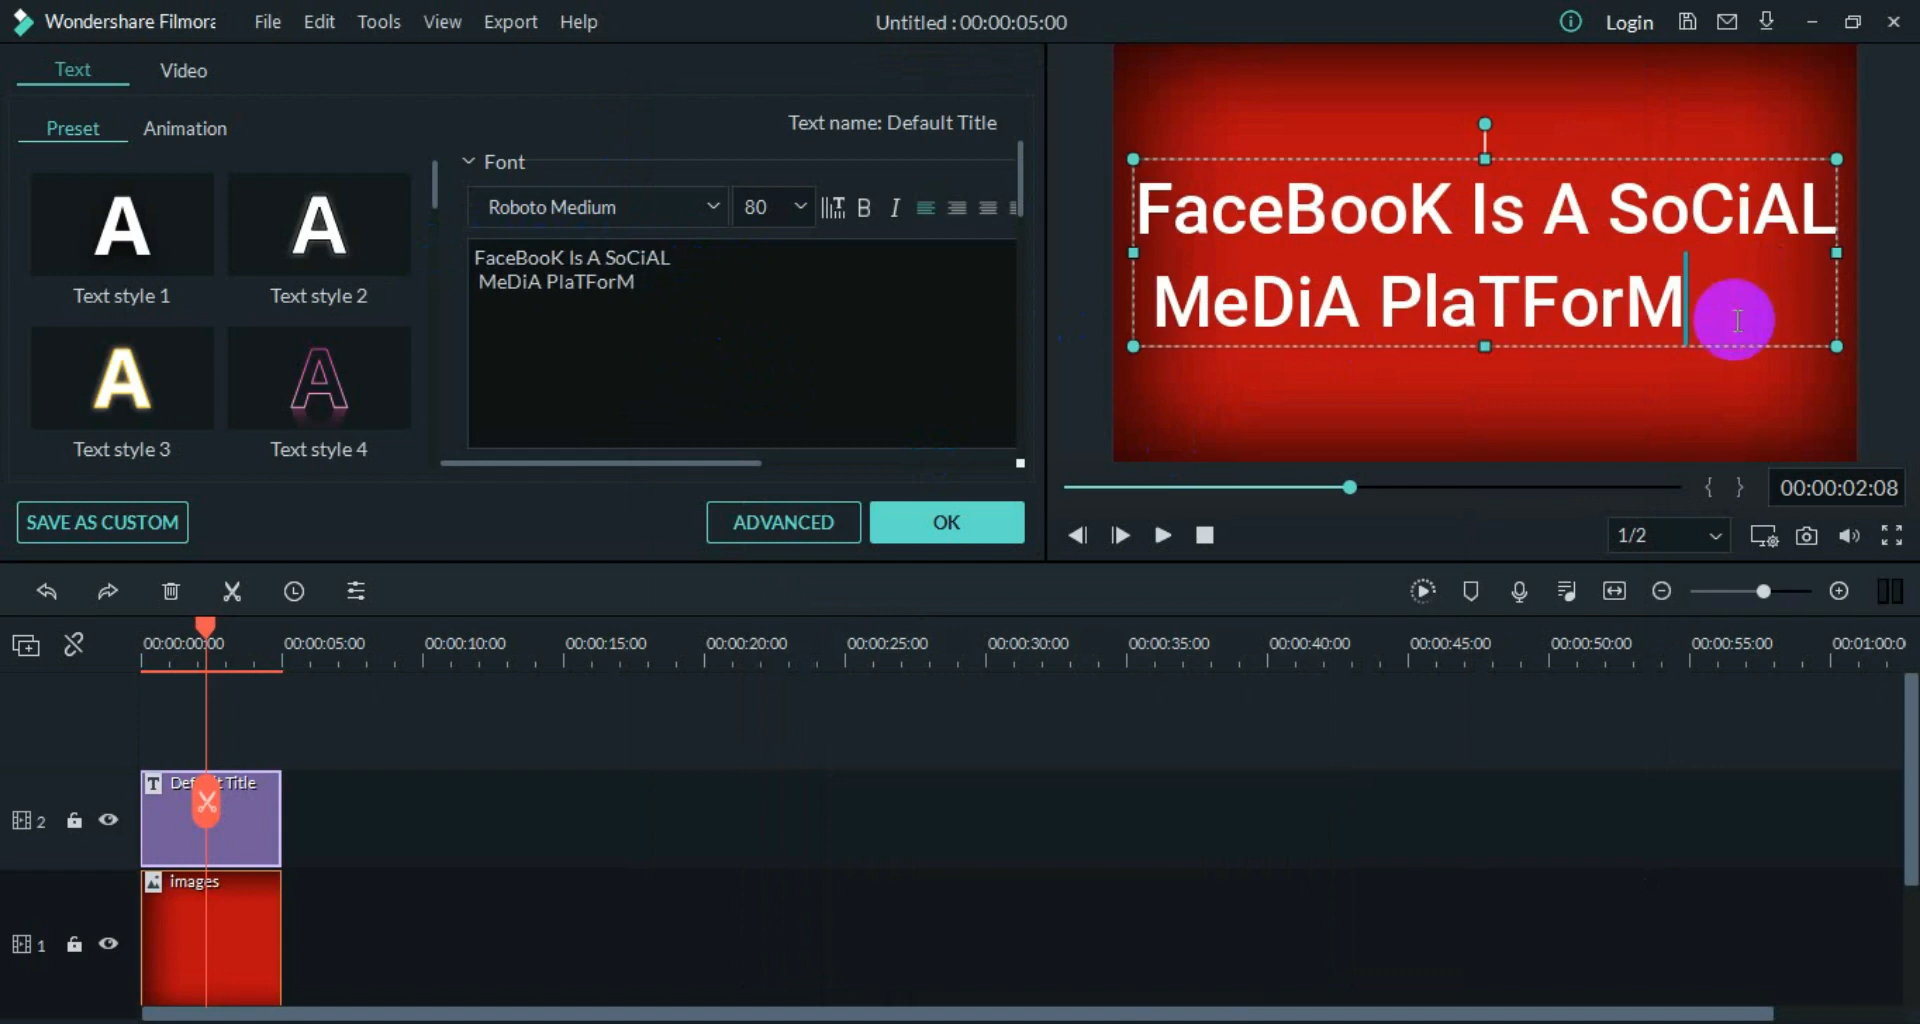 Wondershare Filmora
File Edit Tools View Export Help
Untitled : 00:00:05:00
Login
Text Video
Preset Animation
Text name: Default Title
Font
Roboto Medium 80 B I
FaceBooK Is A SoCiAL
MeDiA PlaTForM
A A
Text style 1 Text style 2
A A
Text style 3 Text style 4
SAVE AS CUSTOM ADVANCED OK
FaceBooK Is A SoCiAL
MeDiA PlaTForM
{ } 00:00:02:08
1/2
00:00:00:00 00:00:05:00 00:00:10:00 00:00:15:00 00:00:20:00 00:00:25:00 00:00:30:00 00:00:35:00 00:00:40:00 00:00:45:00 00:00:50:00 00:00:55:00 00:01:00:0
T Default Title
2
images
1